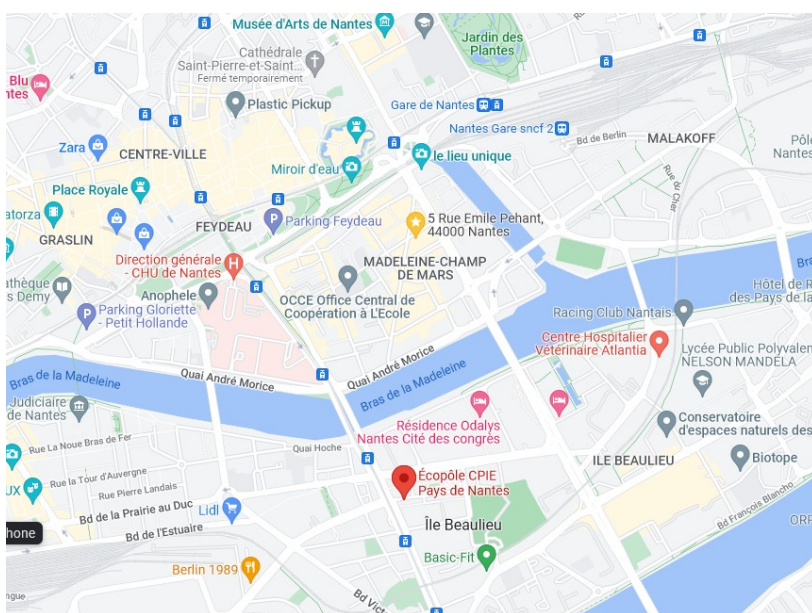 Musée d'Arts de Nantes
Jardin des
Plantes
Cathédrale
Saint-Pierre-et-Saint...
Fermé temporairement
Blu
ntes
Plastic Pickup
Gare de Nantes
Nantes Gare sncf 2
Bd de Berlin
MALAKOFF
Pôle
Nantes
Zara
CENTRE-VILLE
le lieu unique
Miroir d'eau
Rue du Cher
Place Royale
atorza
FEYDEAU
Parking Feydeau
5 Rue Emile Pehant,
44000 Nantes
GRASLIN
Direction générale
- CHU de Nantes
MADELEINE-CHAMP
DE MARS
Bra
athèque
s Demy
Anophele
OCCE Office Central de
Coopération à L'Ecole
Hôtel de R
des Pays de la
Parking Gloriette
- Petit Hollande
Racing Club Nantais
Centre Hospitalier
Vétérinaire Atlantia
Lycée Public Polyvalen
NELSON MANDELA
Quai André Morice
Quai André Morice
Bras de la Madeleine
Bras de la Madeleine
Judiciaire
de Nantes
Résidence Odalys
Nantes Cité des congrès
Conservatoire
d'espaces naturels des
Rue La Noue Bras de Fer
Quai Hoche
ILE BEAULIEU
Biotope
UX
Rue la Tour d'Auvergne
Rue Pierre Landais
Écopôle CPIE
Pays de Nantes
Bd de la Prairie au Duc
Lidl
Bd François Blancho
ORF
Île Beaulieu
hone
Bd de l'Estuaire
Basic-Fit
Berlin 1989
ngue
Bd Vict